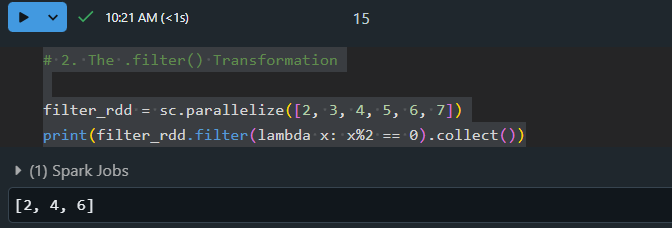 10:21 AM (<1s)
15
# 2. The .filter() Transformation
filter_rdd = sc.parallelize([2, 3, 4, 5, 6, 7])
print(filter_rdd.filter(lambda x: x%2 == 0).collect())
(1) Spark Jobs
[2, 4, 6]